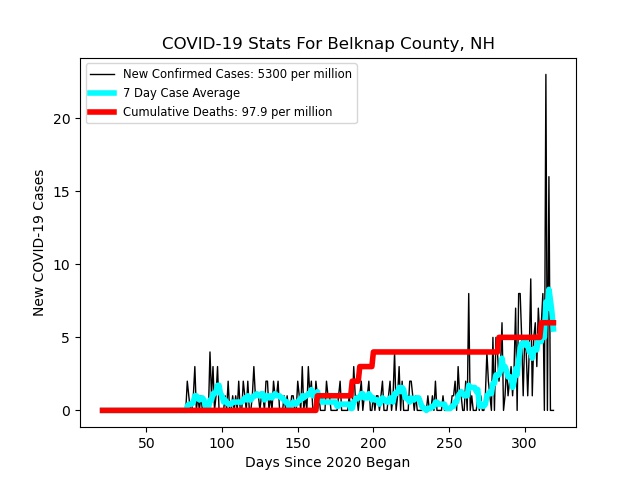 COVID-19 Stats For Belknap County, NH
New Confirmed Cases: 5300 per million
7 Day Case Average
Cumulative Deaths: 97.9 per million
New COVID-19 Cases
20
15
10
5
0
50 100 150 200 250 300
Days Since 2020 Began